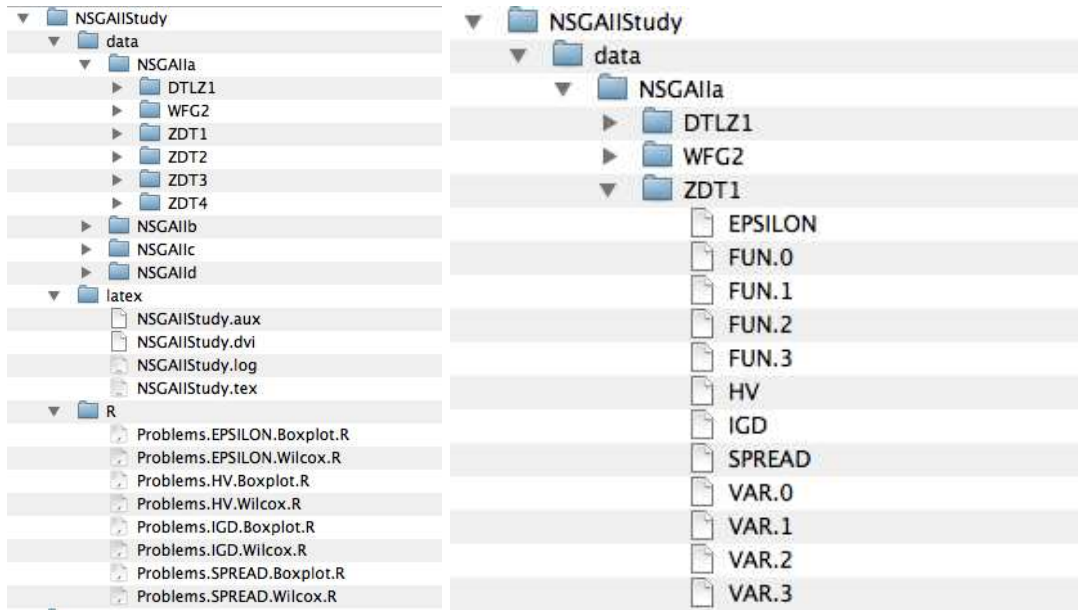 NSGAIIStudy
data
NSGAIIa
DTLZ1
WFG2
ZDT1
ZDT2
ZDT3
ZDT4
NSGAIIb
NSGAIIc
NSGAIId
latex
NSGAIIStudy.aux
NSGAIIStudy.dvi
NSGAIIStudy.log
NSGAIIStudy.tex
R
Problems.EPSILON.Boxplot.R
Problems.EPSILON.Wilcox.R
Problems.HV.Boxplot.R
Problems.HV.Wilcox.R
Problems.IGD.Boxplot.R
Problems.IGD.Wilcox.R
Problems.SPREAD.Boxplot.R
Problems.SPREAD.Wilcox.R
NSGAIIStudy
data
NSGAIIa
DTLZ1
WFG2
ZDT1
EPSILON
FUN.0
FUN.1
FUN.2
FUN.3
HV
IGD
SPREAD
VAR.0
VAR.1
VAR.2
VAR.3